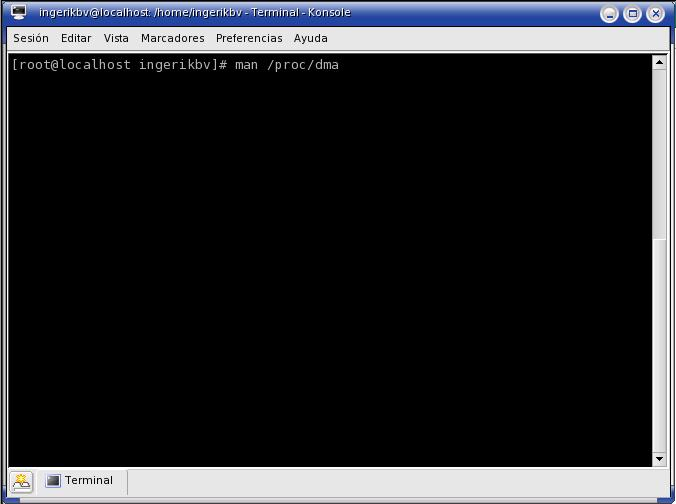 ingerikbv@localhost: /home/ingerikbv - Terminal - Konsole
Sesión Editar Vista Marcadores Preferencias Ayuda
[root@localhost ingerikbv]# man /proc/dma
Terminal